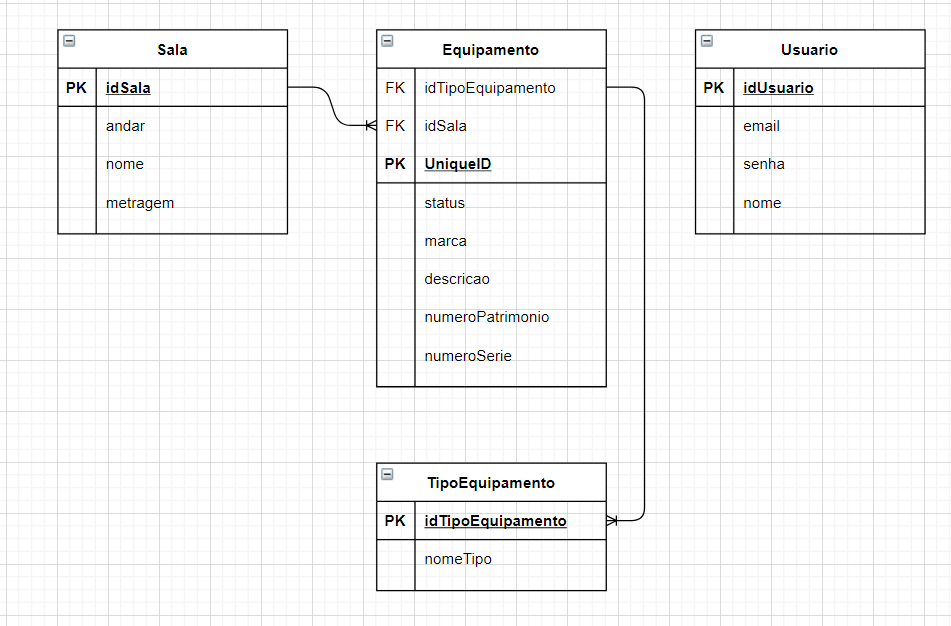 Sala
PK idSala
andar
nome
metragem
Equipamento
FK idTipoEquipamento
FK idSala
PK UniqueID
status
marca
descricao
numeroPatrimonio
numeroSerie
Usuario
PK idUsuario
email
senha
nome
TipoEquipamento
PK idTipoEquipamento
nomeTipo